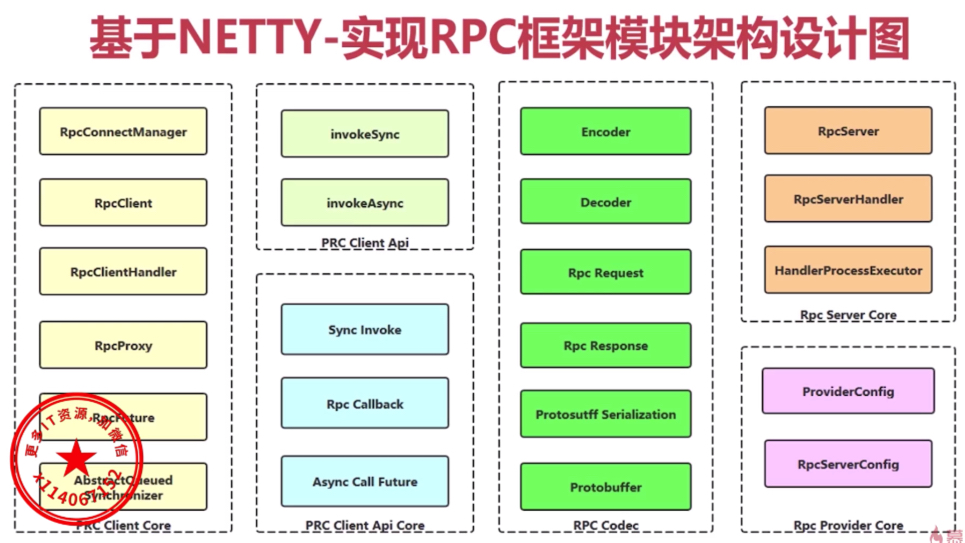 基于NETTY-实现RPC框架模块架构设计图
RpcConnectManager
RpcClient
RpcClientHandler
RpcProxy
RpcFuture
AbstractQueued
Synchronizer
PRC Client Core
invokeSync
invokeAsync
PRC Client Api
Sync Invoke
Rpc Callback
Async Call Future
PRC Client Api Core
Encoder
Decoder
Rpc Request
Rpc Response
Protosutff Serialization
Protobuffer
RPC Codec
RpcServer
RpcServerHandler
HandlerProcessExecutor
Rpc Server Core
ProviderConfig
RpcServerConfig
Rpc Provider Core
更多IT资源,加微信
x114067152